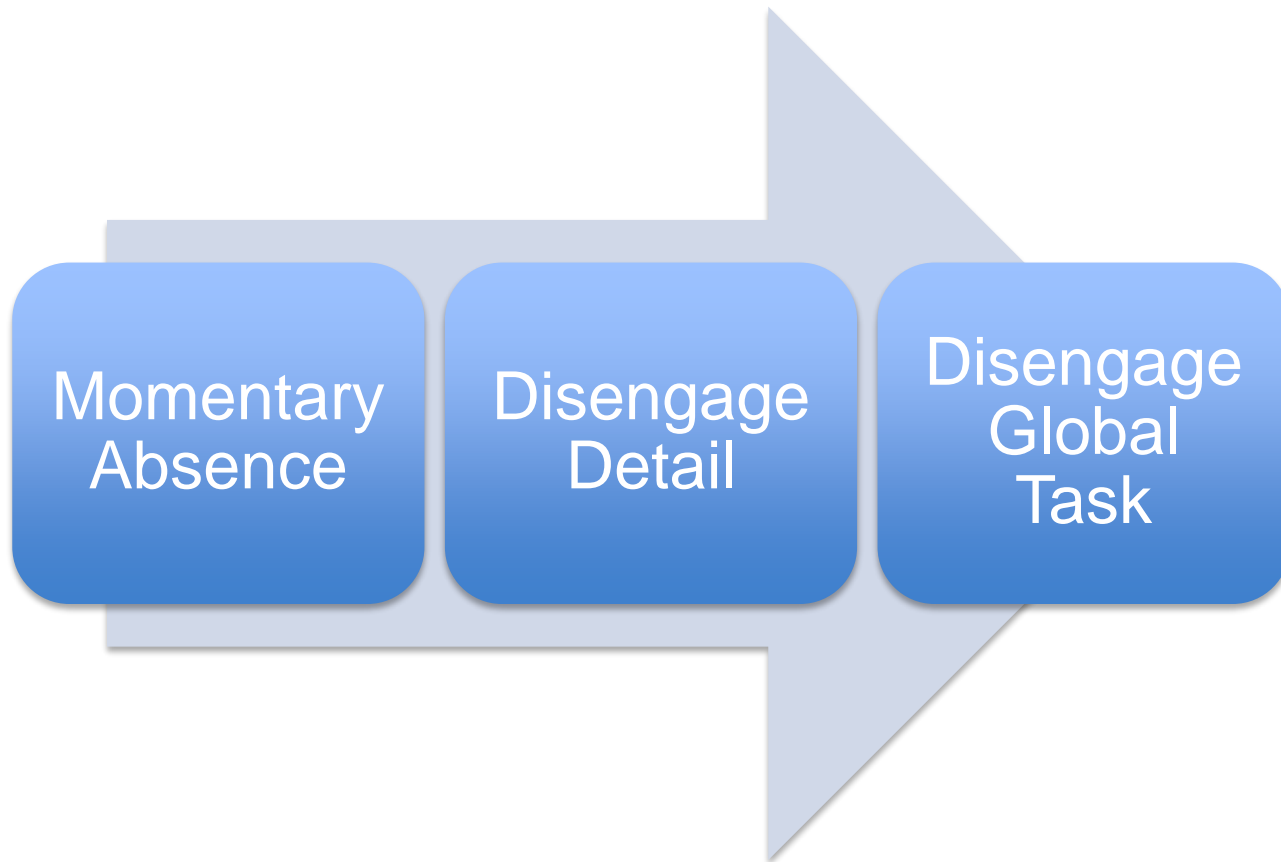 Momentary
Absence
Disengage
Detail
Disengage
Global
Task